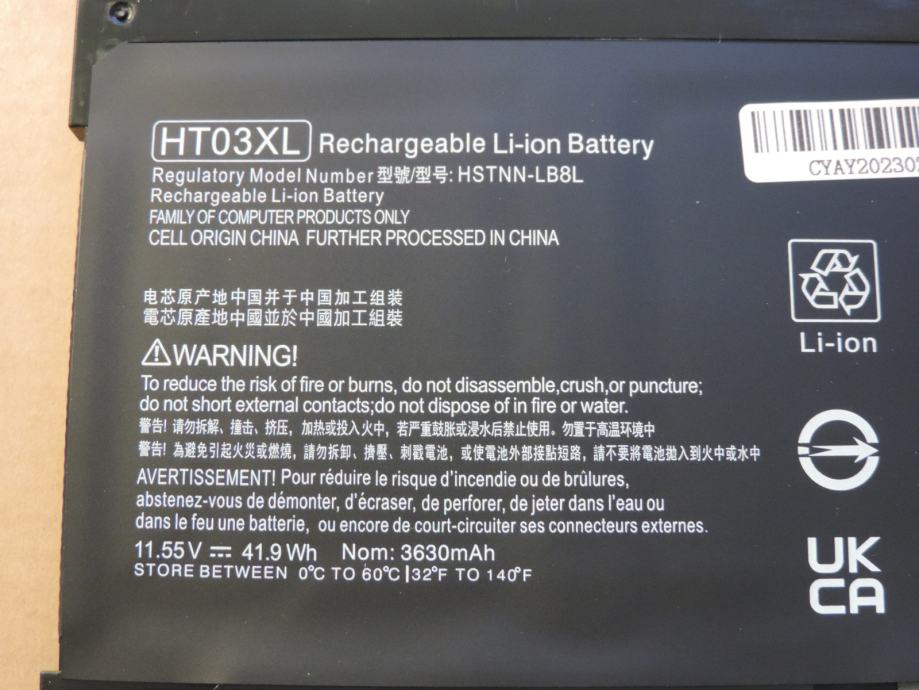 HT03XL Rechargeable Li-ion Battery
Regulatory Model Number 型號/型号: HSTNN-LB8L
Rechargeable Li-ion Battery
FAMILY OF COMPUTER PRODUCTS ONLY
CELL ORIGIN CHINA FURTHER PROCESSED IN CHINA
电芯原产地中国并于中国加工组装
電芯原產地中國並於中國加工組裝
WARNING!
To reduce the risk of fire or burns, do not disassemble,crush,or puncture;
do not short external contacts;do not dispose of in fire or water.
警告! 请勿拆解、撞击、挤压，加热或投入火中，若严重鼓胀或浸水后禁止使用。勿置于高温环境中
警告! 為避免引起火災或燃燒，請勿拆卸、擠壓、刺戳電池，或使電池外部接點短路，請不要將電池拋入到火中或水中
AVERTISSEMENT! Pour réduire le risque d'incendie ou de brûlures,
abstenez-vous de démonter, d'écraser, de perforer, de jeter dans l'eau ou
dans le feu une batterie, ou encore de court-circuiter ses connecteurs externes.
11.55V ⎓ 41.9Wh Nom: 3630mAh
STORE BETWEEN 0℃ TO 60℃ | 32℉ TO 140℉
Li-ion
UK
CA